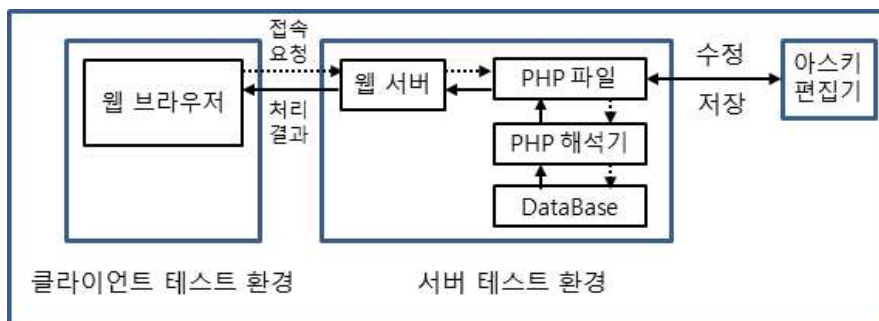 접속
요청
웹 브라우저
처리
결과
웹 서버
PHP 파일
PHP 해석기
DataBase
수정
저장
아스키
편집기
클라이언트 테스트 환경
서버 테스트 환경